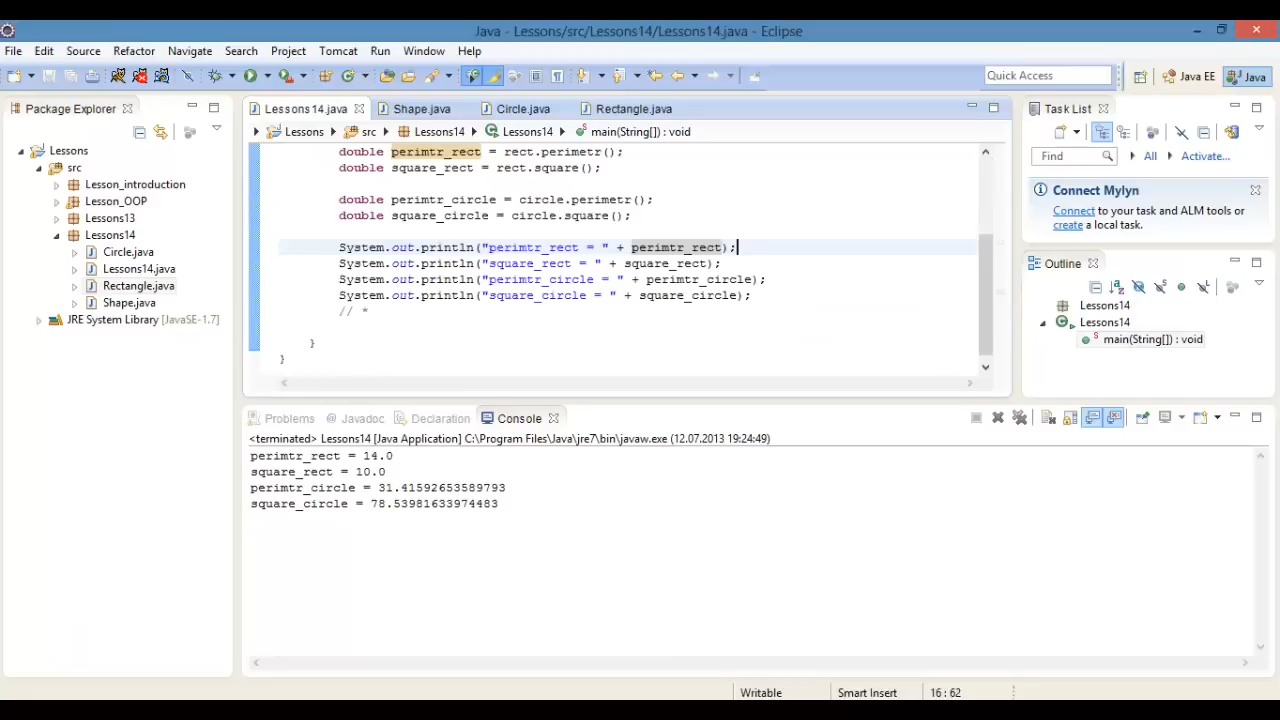 Java - Lessons/src/Lessons14/Lessons14.java - Eclipse
File Edit Source Refactor Navigate Search Project Tomcat Run Window Help
Quick Access
Java EE
Java
Package Explorer
Lessons
src
Lesson_introduction
Lesson_OOP
Lessons13
Lessons14
Circle.java
Lessons14.java
Rectangle.java
Shape.java
JRE System Library [JavaSE-1.7]
Lessons14.java Shape.java Circle.java Rectangle.java
Lessons src Lessons14 Lessons14 main(String[]) : void
double perimtr_rect = rect.perimetr();
double square_rect = rect.square();
double perimtr_circle = circle.perimetr();
double square_circle = circle.square();
System.out.println("perimtr_rect = " + perimtr_rect);
System.out.println("square_rect = " + square_rect);
System.out.println("perimtr_circle = " + perimtr_circle);
System.out.println("square_circle = " + square_circle);
// *
}
}
Task List
Find All Activate...
Connect Mylyn
Connect to your task and ALM tools or
create a local task.
Outline
Lessons14
Lessons14
main(String[]) : void
Problems @ Javadoc Declaration Console
<terminated> Lessons14 [Java Application] C:\Program Files\Java\jre7\bin\javaw.exe (12.07.2013 19:24:49)
perimtr_rect = 14.0
square_rect = 10.0
perimtr_circle = 31.41592653589793
square_circle = 78.53981633974483
Writable Smart Insert 16 : 62